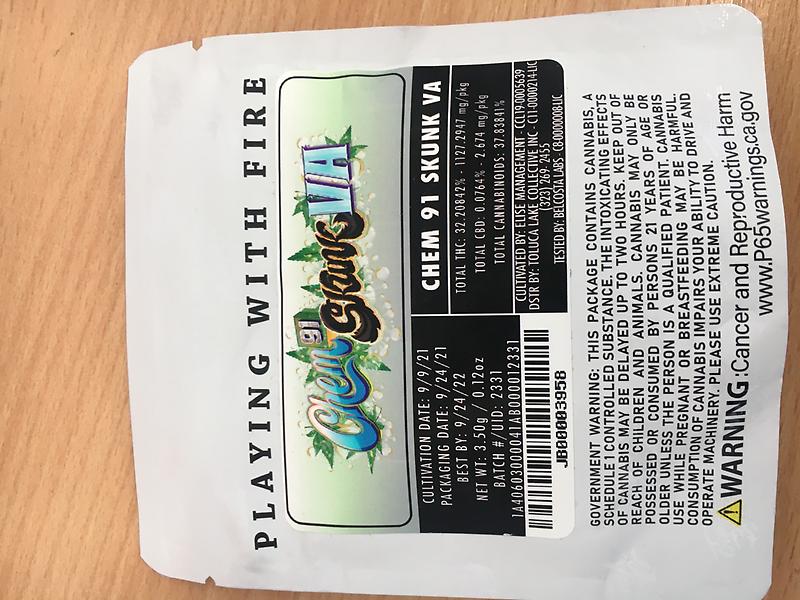 PLAYING WITH FIRE
Chem 91
Skunk VA
CULTIVATION DATE: 9/9/21
PACKAGING DATE: 9/24/21
BEST BY: 9/24/22
NET WT: 3.50g / 0.12oz
BATCH #/UID: 2331
1A406030000041AB000012331
JB00003958
CHEM 91 SKUNK VA
TOTAL THC: 32.20842% - 1127.2947 mg/pkg
TOTAL CBD: 0.0764% - 2.674 mg/pkg
TOTAL CANNABINOIDS: 37.83841%
CULTIVATED BY: ELISE MANAGEMENT - CCL19-0005639
DSTR BY: TOLUCA LAKE COLLECTIVE INC - C11-0000214-LIC
(323) 269-2455
TESTED BY: BELCOSTA LABS CB-0000008-LIC
GOVERNMENT WARNING: THIS PACKAGE CONTAINS CANNABIS, A
SCHEDULE I CONTROLLED SUBSTANCE. THE INTOXICATING EFFECTS
OF CANNABIS MAY BE DELAYED UP TO TWO HOURS. KEEP OUT OF
REACH OF CHILDREN AND ANIMALS. CANNABIS MAY ONLY BE
POSSESSED OR CONSUMED BY PERSONS 21 YEARS OF AGE OR
OLDER UNLESS THE PERSON IS A QUALIFIED PATIENT. CANNABIS
USE WHILE PREGNANT OR BREASTFEEDING MAY BE HARMFUL.
CONSUMPTION OF CANNABIS IMPAIRS YOUR ABILITY TO DRIVE AND
OPERATE MACHINERY. PLEASE USE EXTREME CAUTION.
WARNING: Cancer and Reproductive Harm
www.P65warnings.ca.gov